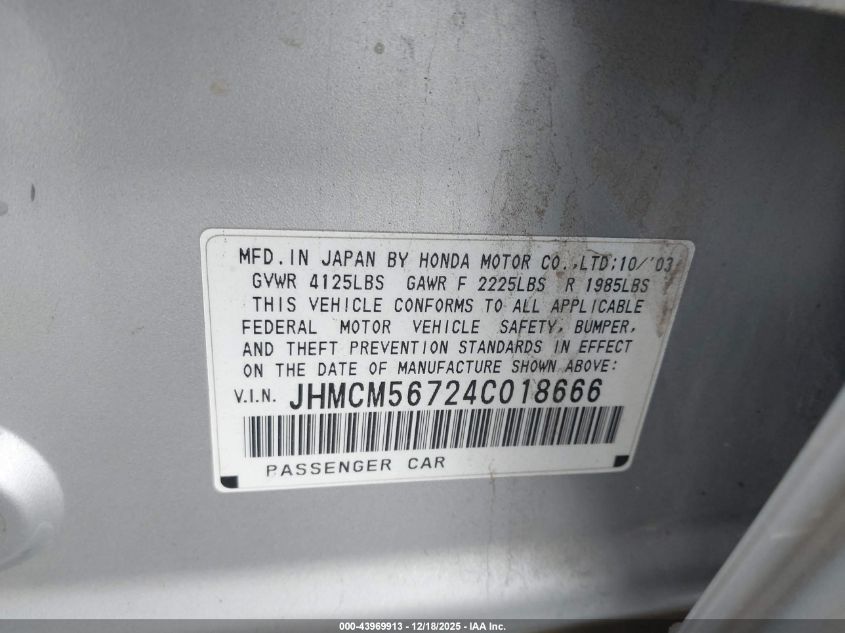 MFD. IN JAPAN BY HONDA MOTOR CO., LTD; 10/'03
GVWR 4125LBS GAWR F 2225LBS R 1985LBS
THIS VEHICLE CONFORMS TO ALL APPLICABLE
FEDERAL MOTOR VEHICLE SAFETY, BUMPER,
AND THEFT PREVENTION STANDARDS IN EFFECT
ON THE DATE OF MANUFACTURE SHOWN ABOVE:
V.I.N. JHMCM56724C018666
PASSENGER CAR
000-43969913 - 12/18/2025 - IAA Inc.